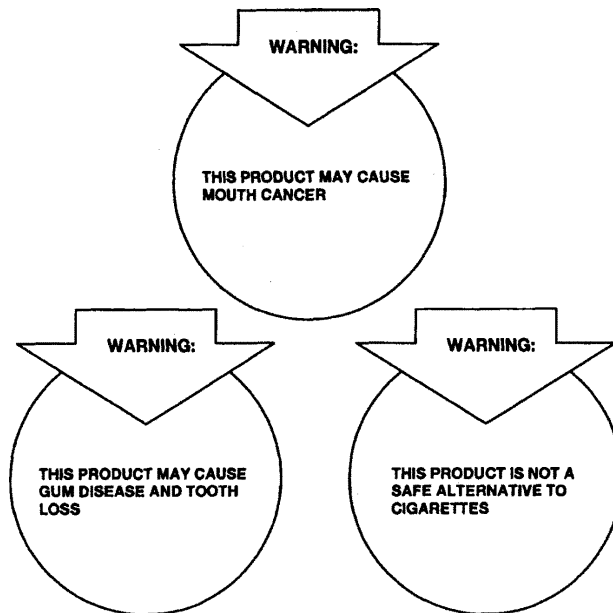 WARNING:
THIS PRODUCT MAY CAUSE
MOUTH CANCER
WARNING:
THIS PRODUCT MAY CAUSE
GUM DISEASE AND TOOTH
LOSS
WARNING:
THIS PRODUCT IS NOT A
SAFE ALTERNATIVE TO
CIGARETTES